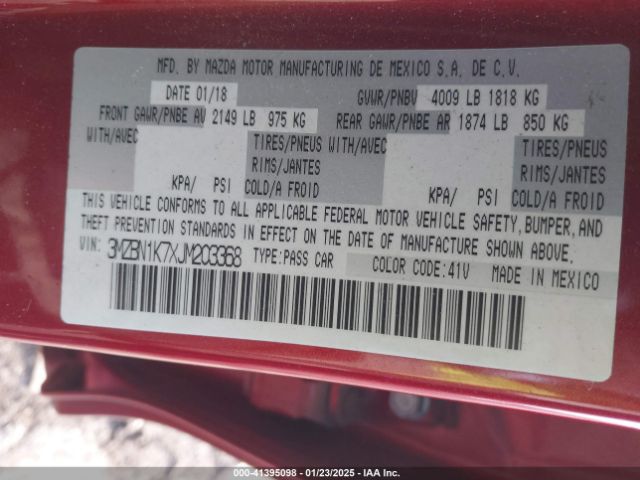 MFD. BY MAZDA MOTOR MANUFACTURING DE MEXICO S.A. DE C.V.
DATE 01/18 GVWR/PNBV 4009 LB 1818 KG
FRONT GAWR/PNBE AV 2149 LB 975 KG REAR GAWR/PNBE AR 1874 LB 850 KG
WITH/AVEC TIRES/PNEUS WITH/AVEC TIRES/PNEUS
RIMS/JANTES RIMS/JANTES
KPA/ PSI COLD/A FROID KPA/ PSI COLD/A FROID
THIS VEHICLE CONFORMS TO ALL APPLICABLE FEDERAL MOTOR VEHICLE SAFETY, BUMPER, AND
THEFT PREVENTION STANDARDS IN EFFECT ON THE DATE OF MANUFACTURE SHOWN ABOVE.
VIN: 3MZBN1K7XJM203368 TYPE:PASS CAR COLOR CODE:41V MADE IN MEXICO
000-41395098 - 01/23/2025 - IAA Inc.